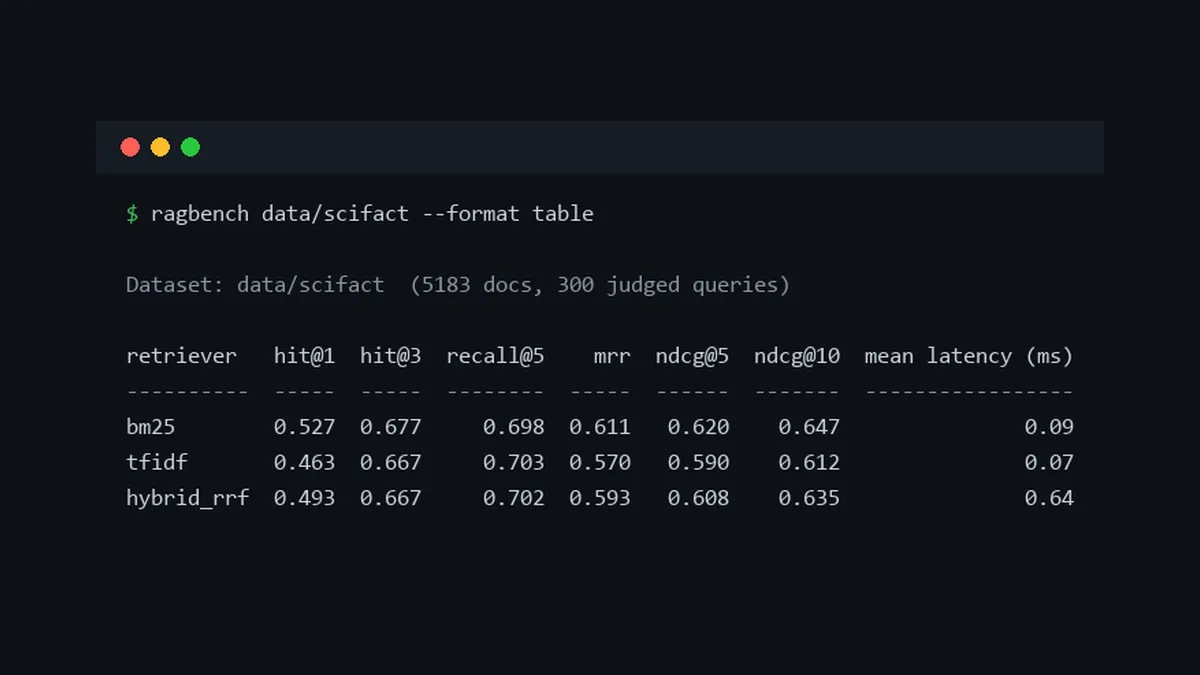 $ ragbench data/scifact --format table
Dataset: data/scifact  (5183 docs, 300 judged queries)
retriever   hit@1  hit@3  recall@5    mrr  ndcg@5  ndcg@10  mean latency (ms)
----------  -----  -----  --------  -----  ------  -------  -----------------
bm25        0.527  0.677     0.698  0.611   0.620    0.647               0.09
tfidf       0.463  0.667     0.703  0.570   0.590    0.612               0.07
hybrid_rrf  0.493  0.667     0.702  0.593   0.608    0.635               0.64